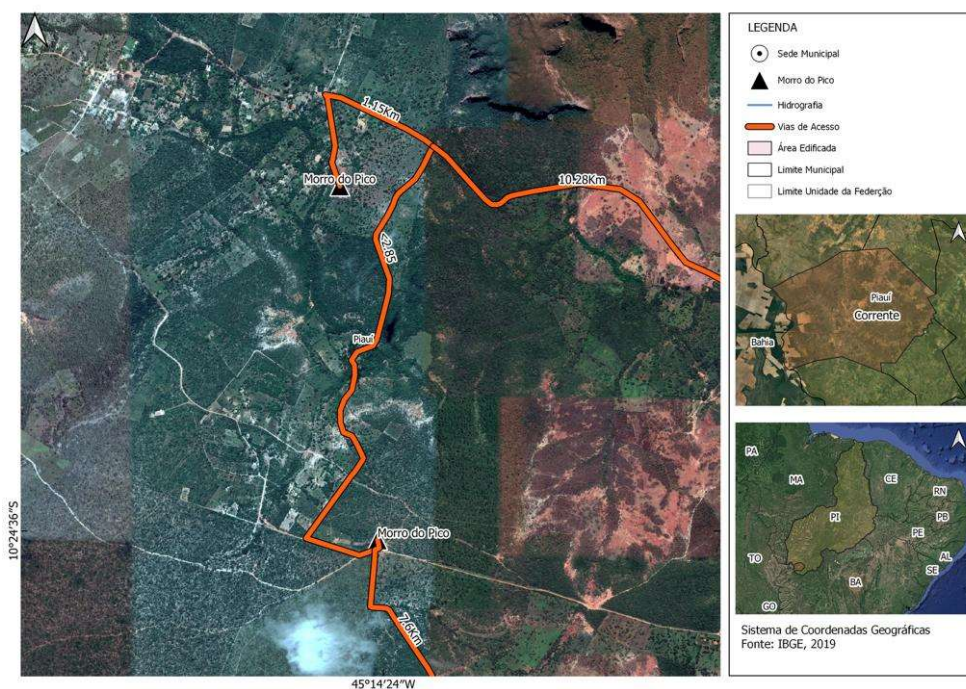 LEGENDA
Sede Municipal
Morro do Pico
Hidrografia
Vias de Acesso
Área Edificada
Limite Municipal
Limite Unidade da Federção
1.15Km
Morro do Pico
10.28Km
Piauí
Morro do Pico
7.6Km
10°24'36"S
45°14'24"W
Piauí
Corrente
Bahia
PA
MA
CE
RN
PI
PB
PE
TO
AL
SE
BA
GO
Sistema de Coordenadas Geográficas
Fonte: IBGE, 2019